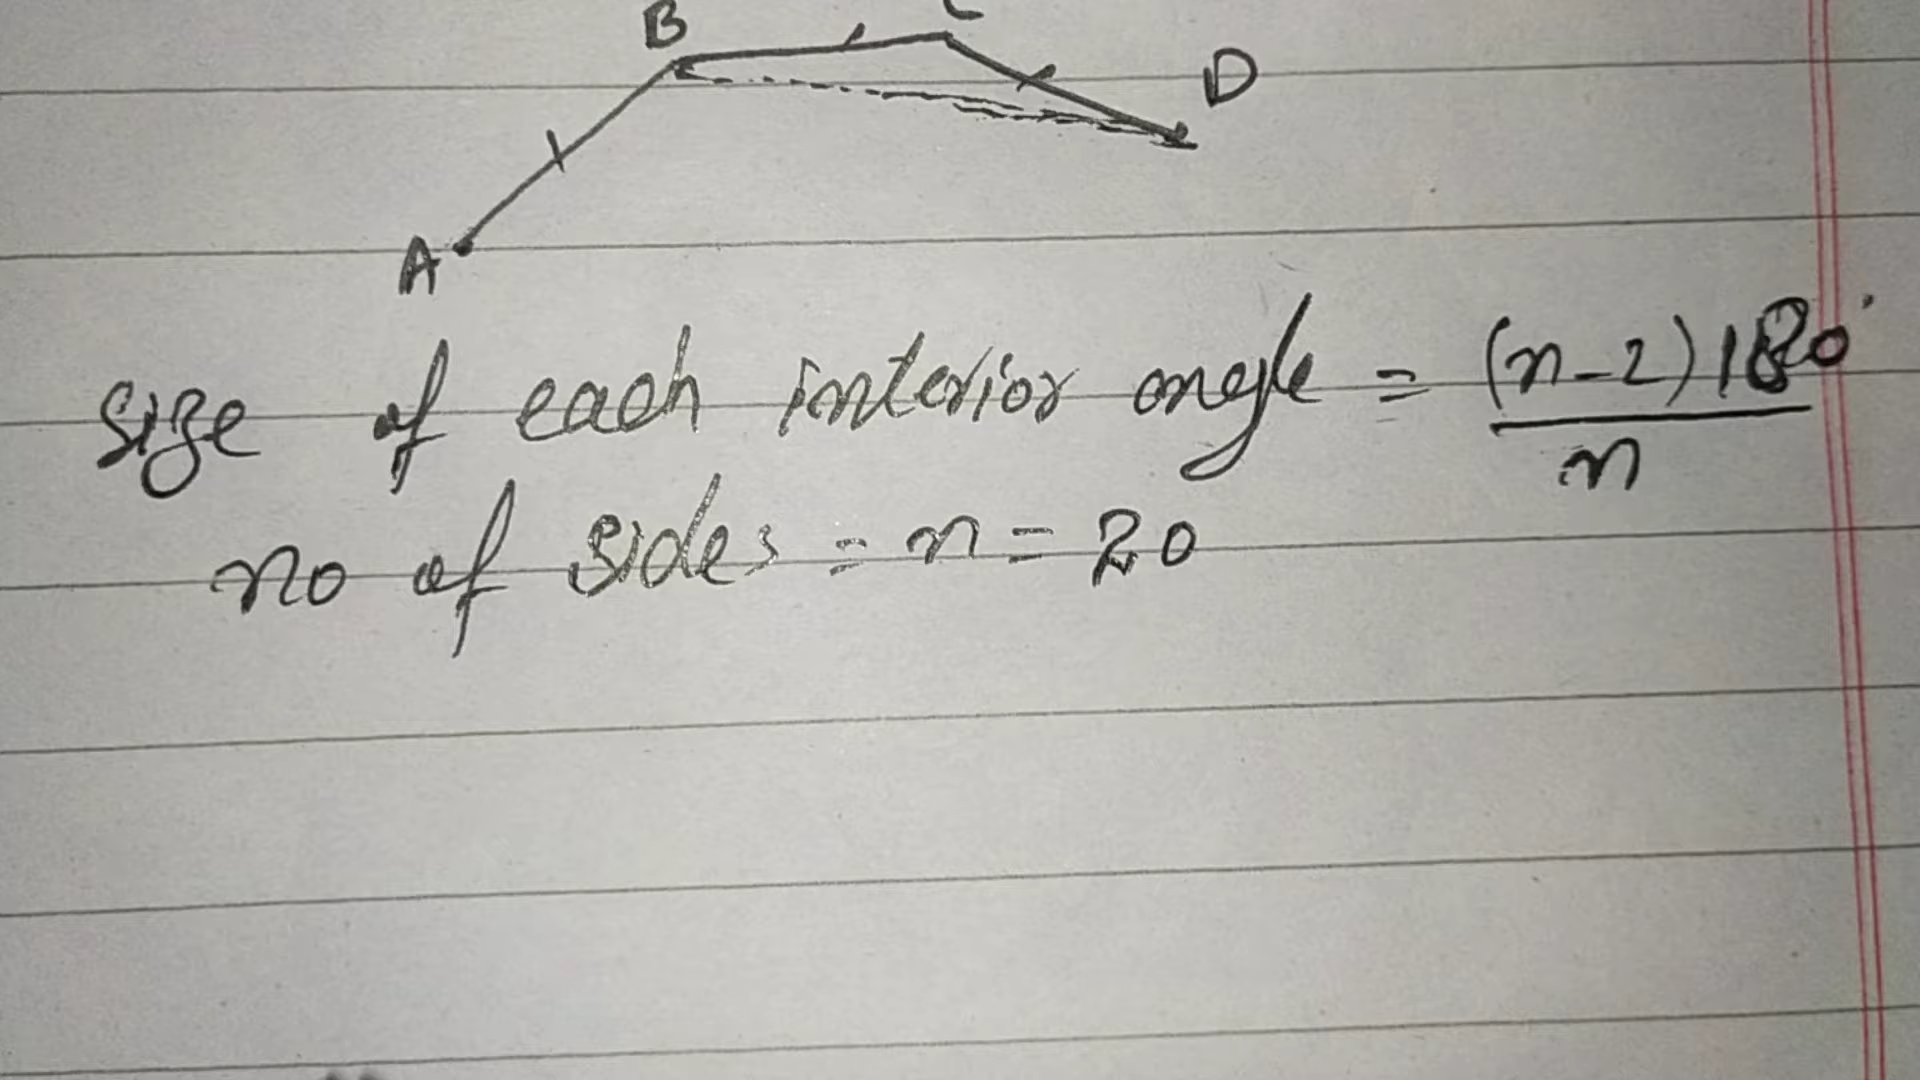 B
D
A
size of each interior angle = (n-2)180°
n
no of sides = n = 20